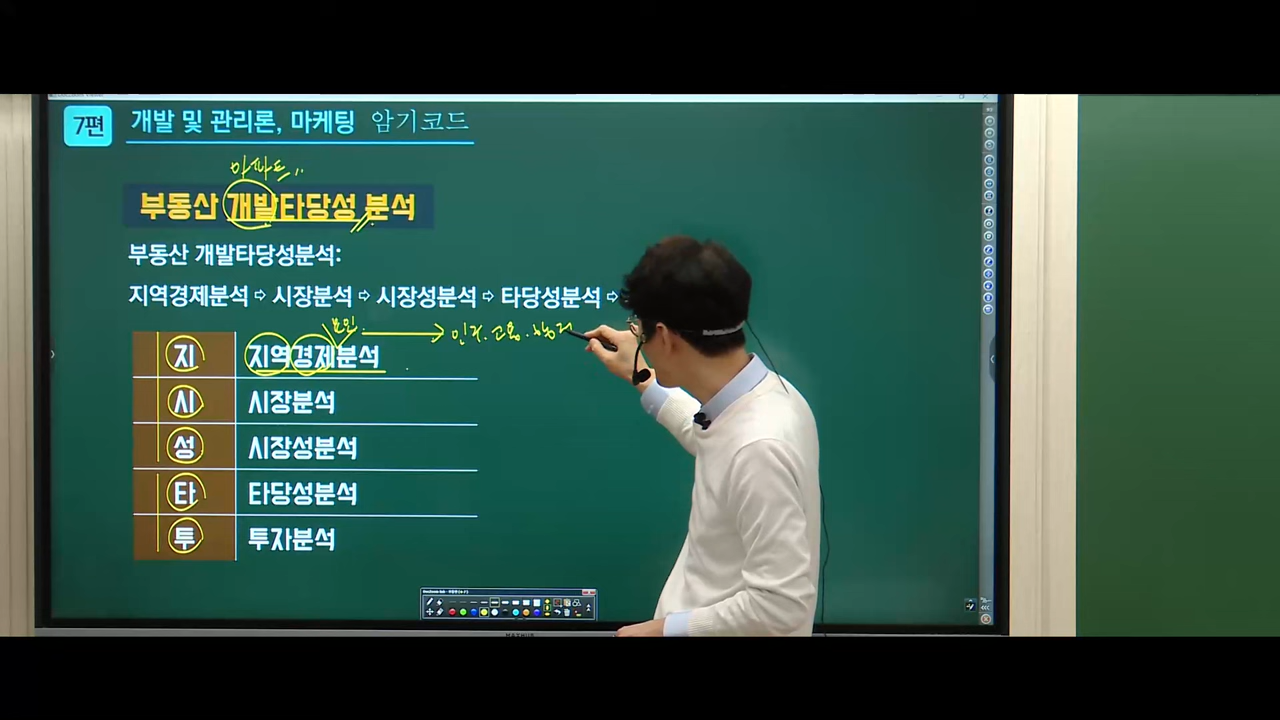 7편 개발 및 관리론, 마케팅 암기코드
아파트
부동산 개발타당성 분석
부동산 개발타당성분석:
지역경제분석 ⇨ 시장분석 ⇨ 시장성분석 ⇨ 타당성분석 ⇨
인구. 고용.
지 지역경제분석
시 시장분석
성 시장성분석
타 타당성분석
투 투자분석